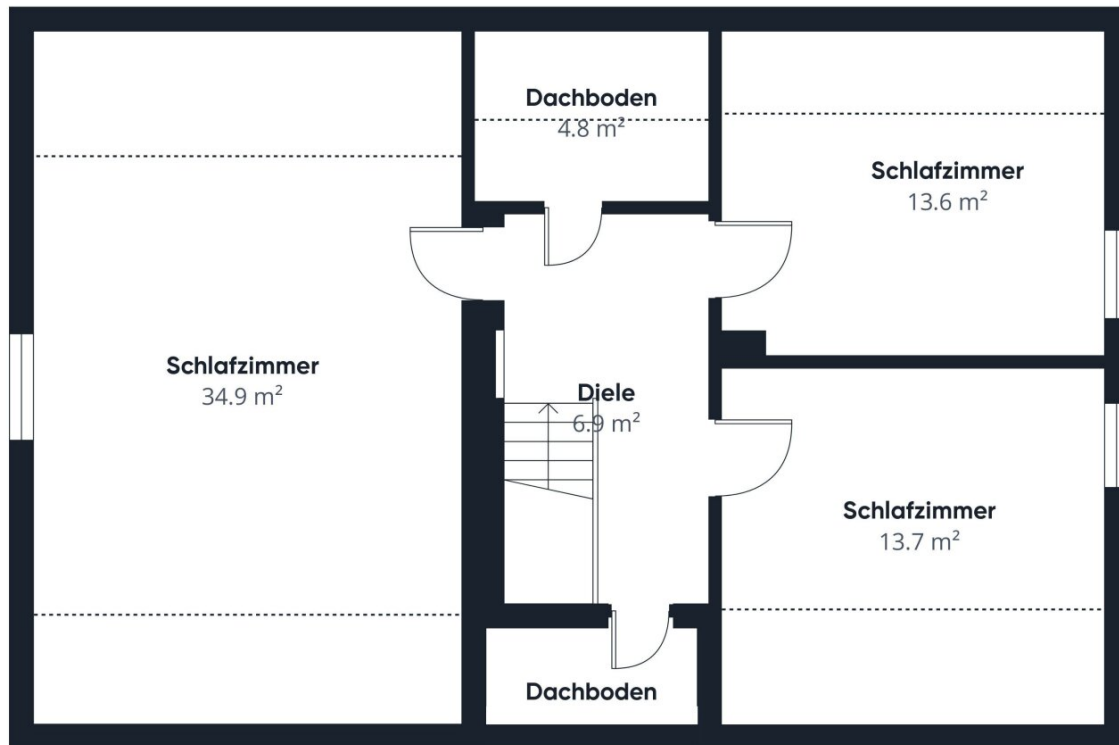 Dachboden
4.8 m²
Schlafzimmer
13.6 m²
Schlafzimmer
34.9 m²
Diele
6.9 m²
Schlafzimmer
13.7 m²
Dachboden